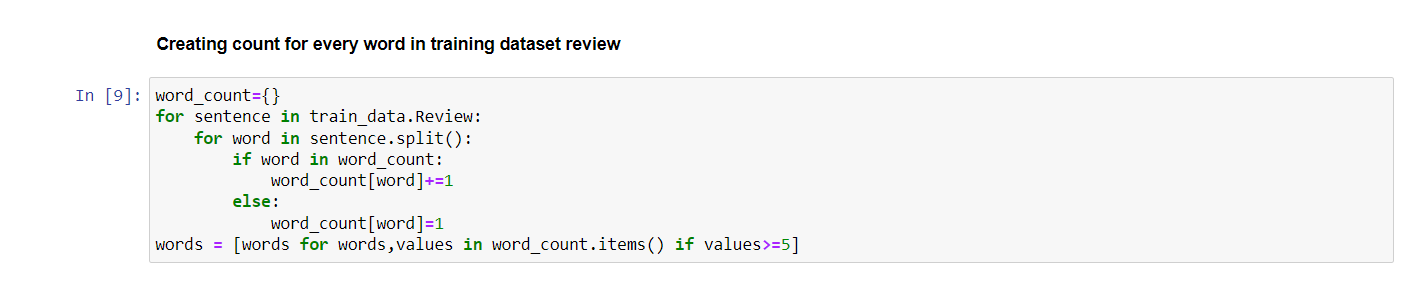 Creating count for every word in training dataset review
In [9]: word_count={}
for sentence in train_data.Review:
    for word in sentence.split():
        if word in word_count:
            word_count[word]+=1
        else:
            word_count[word]=1
words = [words for words,values in word_count.items() if values>=5]